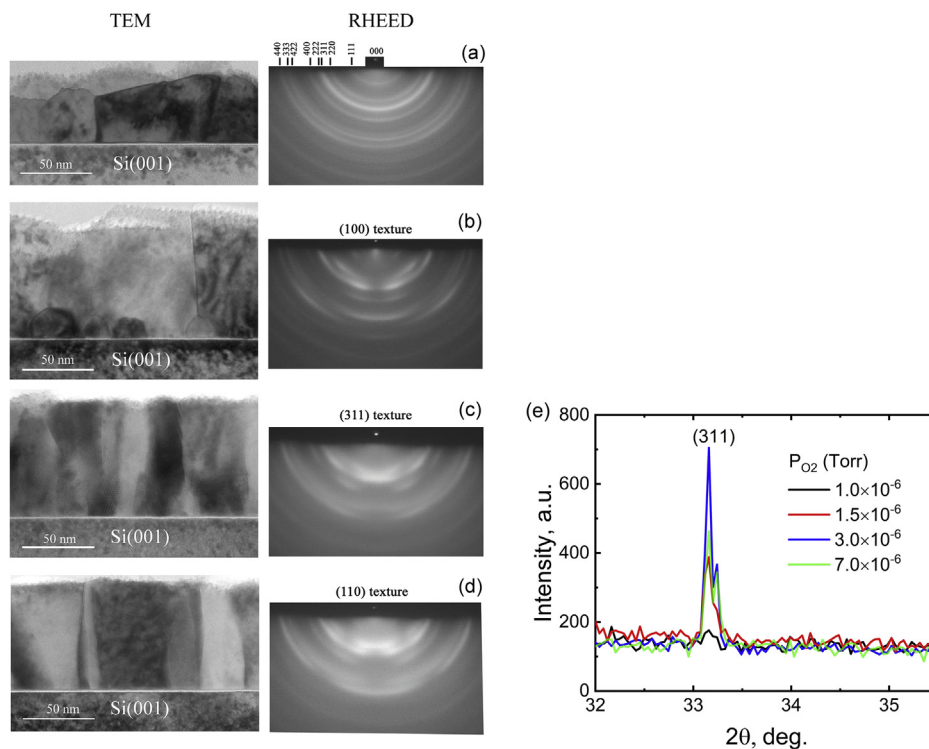 TEM
RHEED
440
333
422
400
222
311
220
111
000
(a)
50 nm
Si(001)
(b)
(100) texture
50 nm
Si(001)
(c)
(311) texture
50 nm
Si(001)
(d)
(110) texture
50 nm
Si(001)
(e)
800
600
400
200
0
Intensity, a.u.
(311)
P_O2 (Torr)
1.0×10⁻⁶
1.5×10⁻⁶
3.0×10⁻⁶
7.0×10⁻⁶
32
33
34
35
2θ, deg.